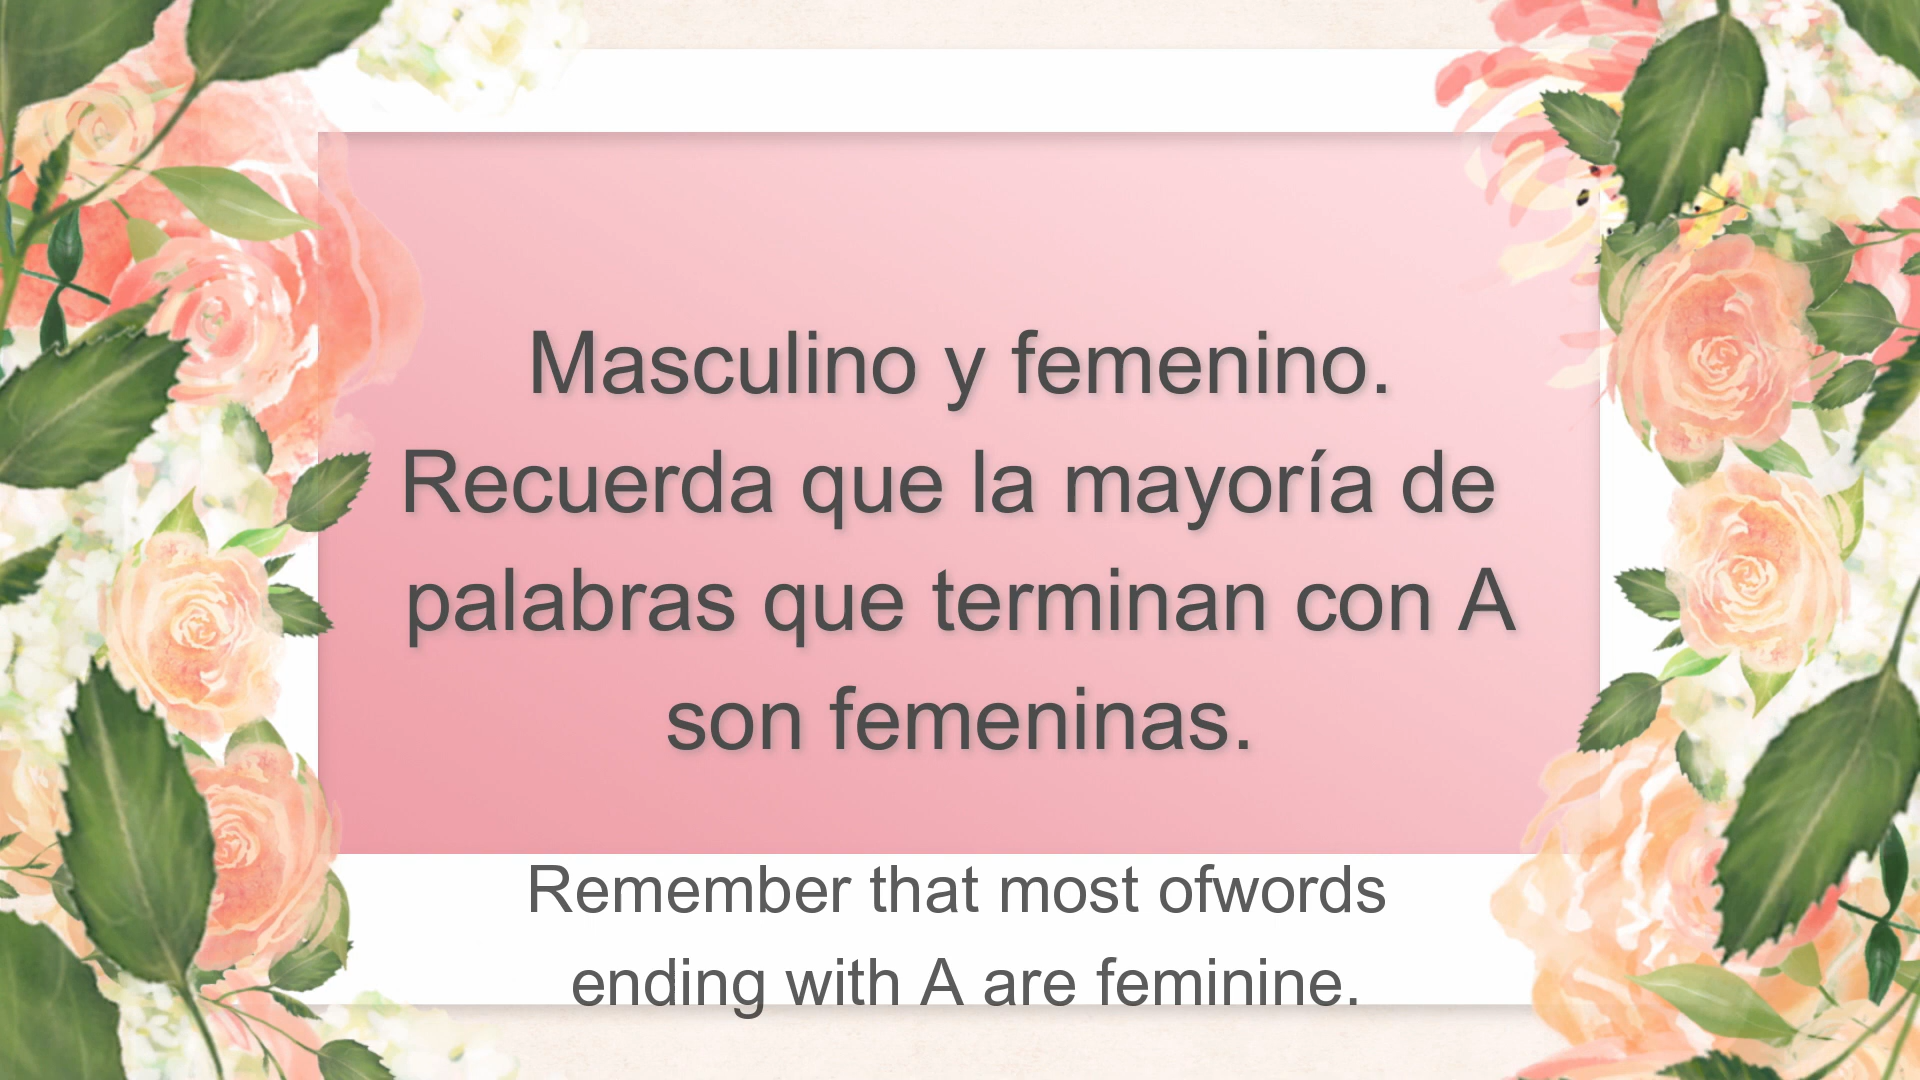 Masculino y femenino.
Recuerda que la mayoría de
palabras que terminan con A
son femeninas.
Remember that most ofwords
ending with A are feminine.